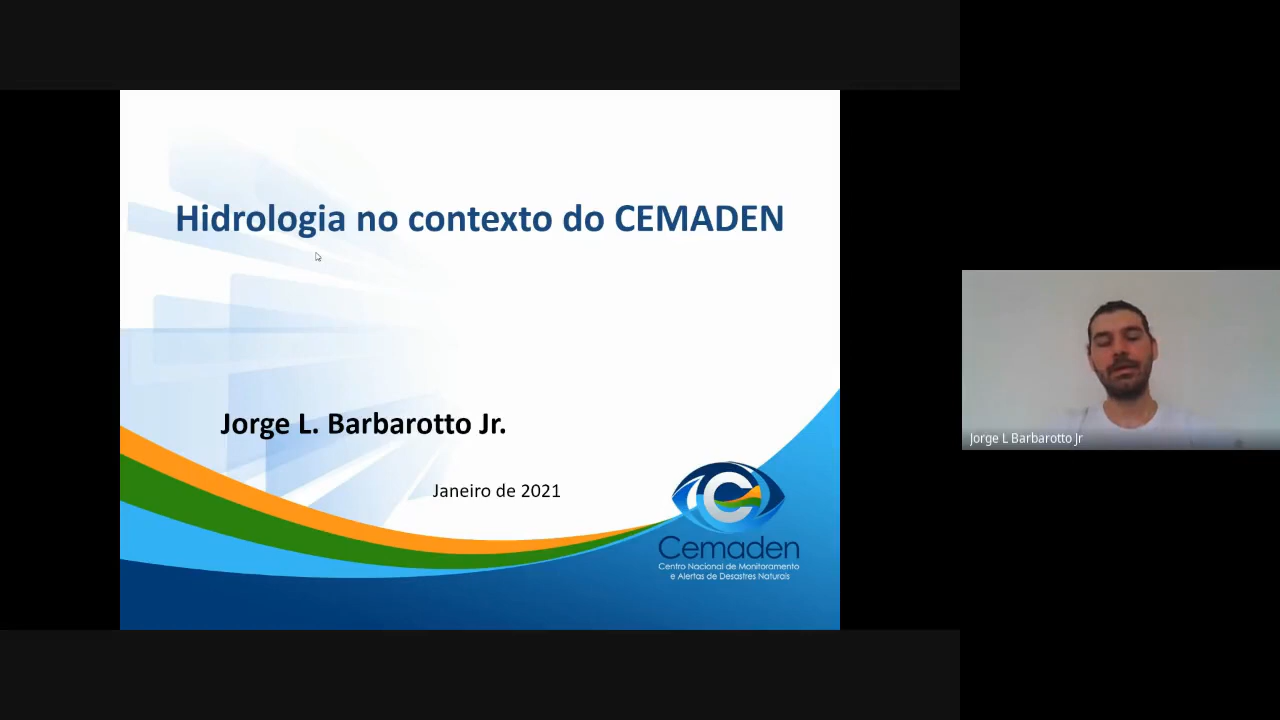 Hidrologia no contexto do CEMADEN
Jorge L. Barbarotto Jr.
Janeiro de 2021
Cemaden
Centro Nacional de Monitoramento
e Alertas de Desastres Naturais
Jorge L Barbarotto Jr